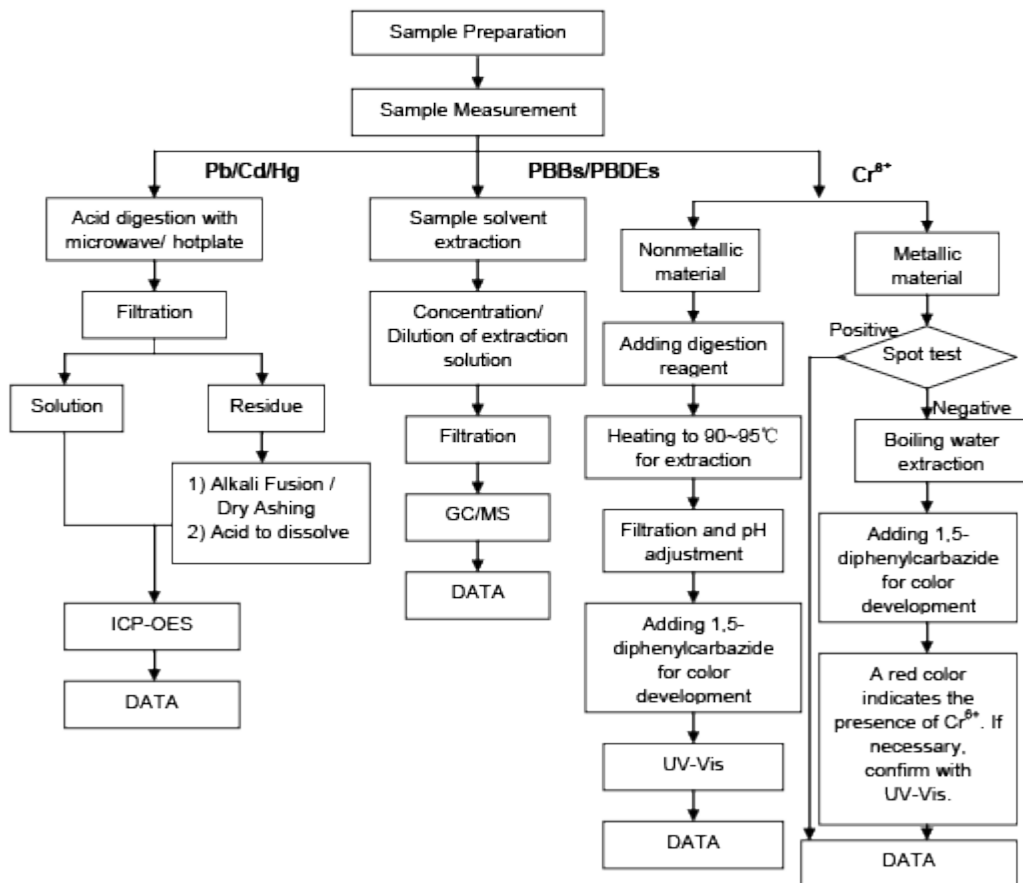 Sample Preparation
Sample Measurement
Pb/Cd/Hg
PBBs/PBDEs
Cr⁶⁺
Acid digestion with
microwave/ hotplate
Filtration
Solution
Residue
1) Alkali Fusion /
Dry Ashing
2) Acid to dissolve
ICP-OES
DATA
Sample solvent
extraction
Concentration/
Dilution of extraction
solution
Filtration
GC/MS
DATA
Nonmetallic
material
Adding digestion
reagent
Heating to 90~95℃
for extraction
Filtration and pH
adjustment
Adding 1,5-
diphenylcarbazide
for color
development
UV-Vis
DATA
Metallic
material
Positive
Spot test
Negative
Boiling water
extraction
Adding 1,5-
diphenylcarbazide
for color
development
A red color
indicates the
presence of Cr⁶⁺. If
necessary,
confirm with
UV-Vis.
DATA